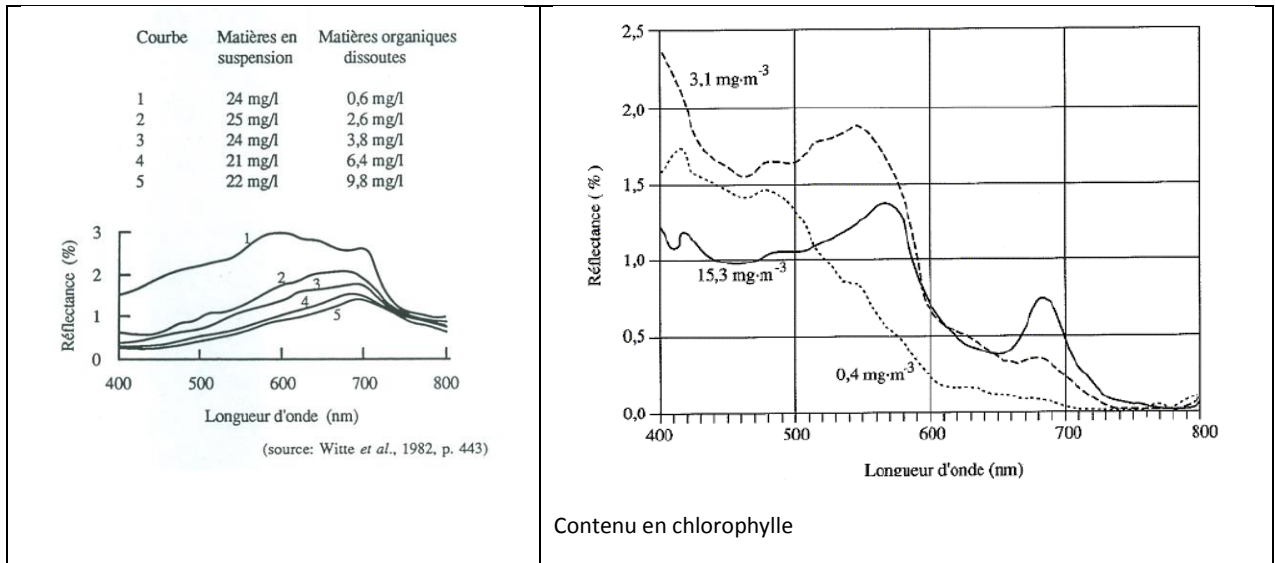 Courbe Matières en Matières organiques
suspension dissoutes
1 24 mg/l 0,6 mg/l
2 25 mg/l 2,6 mg/l
3 24 mg/l 3,8 mg/l
4 21 mg/l 6,4 mg/l
5 22 mg/l 9,8 mg/l
Réflectance (%)
3
2
1
0
1
2
3
4
5
400 500 600 700 800
Longueur d'onde (nm)
(source: Witte et al., 1982, p. 443)
Réflectance (%)
2,5
2,0
1,5
1,0
0,5
0,0
3,1 mg·m-3
15,3 mg·m-3
0,4 mg·m-3
400 500 600 700 800
Longueur d'onde (nm)
Contenu en chlorophylle